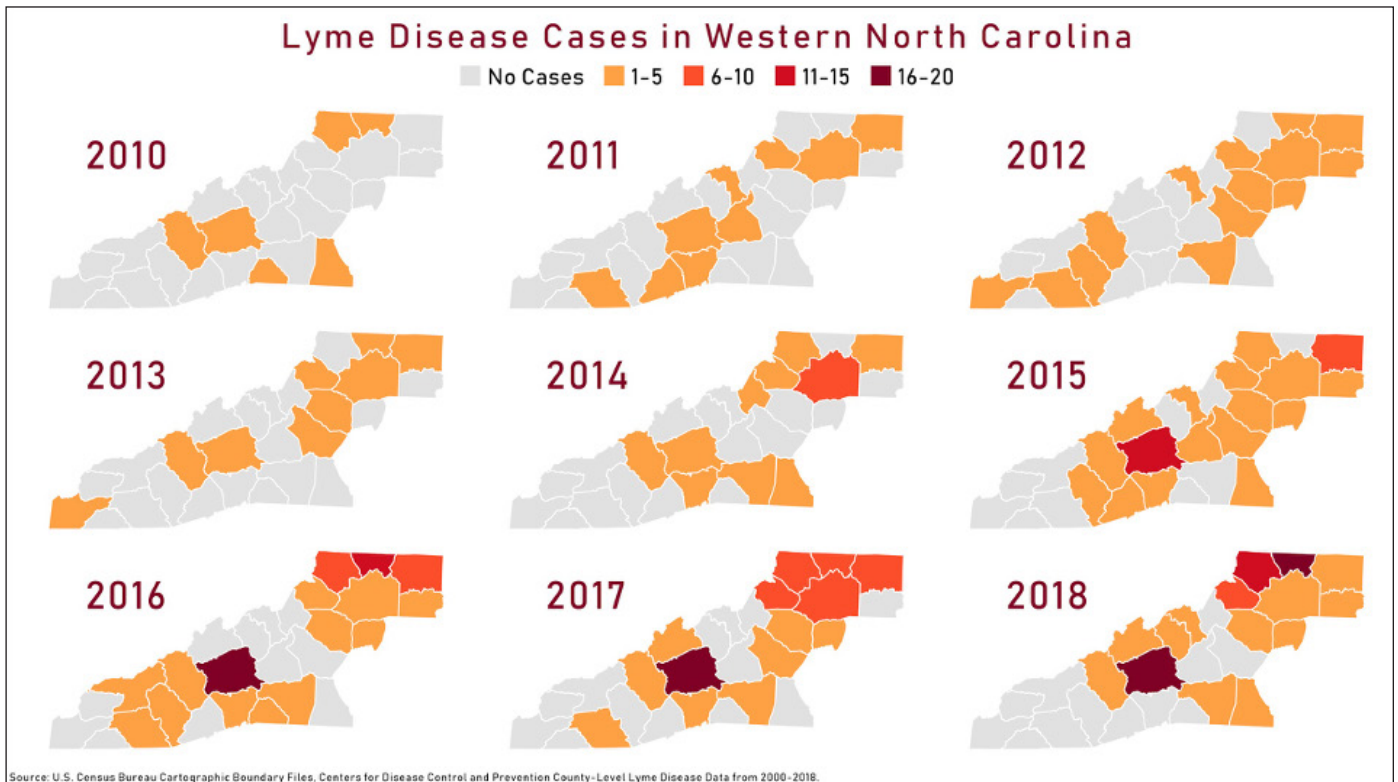 Lyme Disease Cases in Western North Carolina
No Cases 1-5 6-10 11-15 16-20
2010 2011 2012
2013 2014 2015
2016 2017 2018
Source: U.S. Census Bureau Cartographic Boundary Files, Centers for Disease Control and Prevention County-Level Lyme Disease Data from 2000-2018.